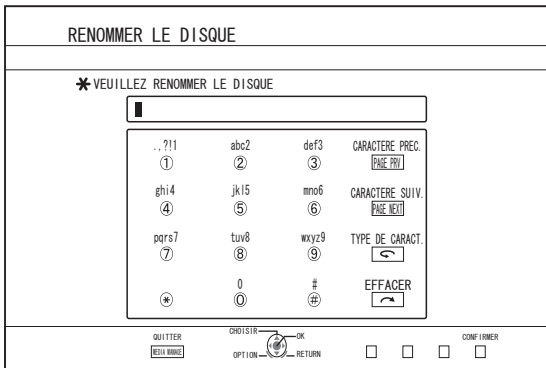 RENOMMER LE DISQUE
*VEUILLEZ RENOMMER LE DISQUE
.,?!1 abc2 def3 CARACTERE PREC.
① ② ③ PAGE PRV
ghi4 jkl5 mno6 CARACTERE SUIV.
④ ⑤ ⑥ PAGE NEXT
pqrs7 tuv8 wxyz9 TYPE DE CARACT.
⑦ ⑧ ⑨
0 # EFFACER
* 0 #
QUITTER CHOISIR OK CONFIRMER
MEDIA MANAGE OPTION RETURN